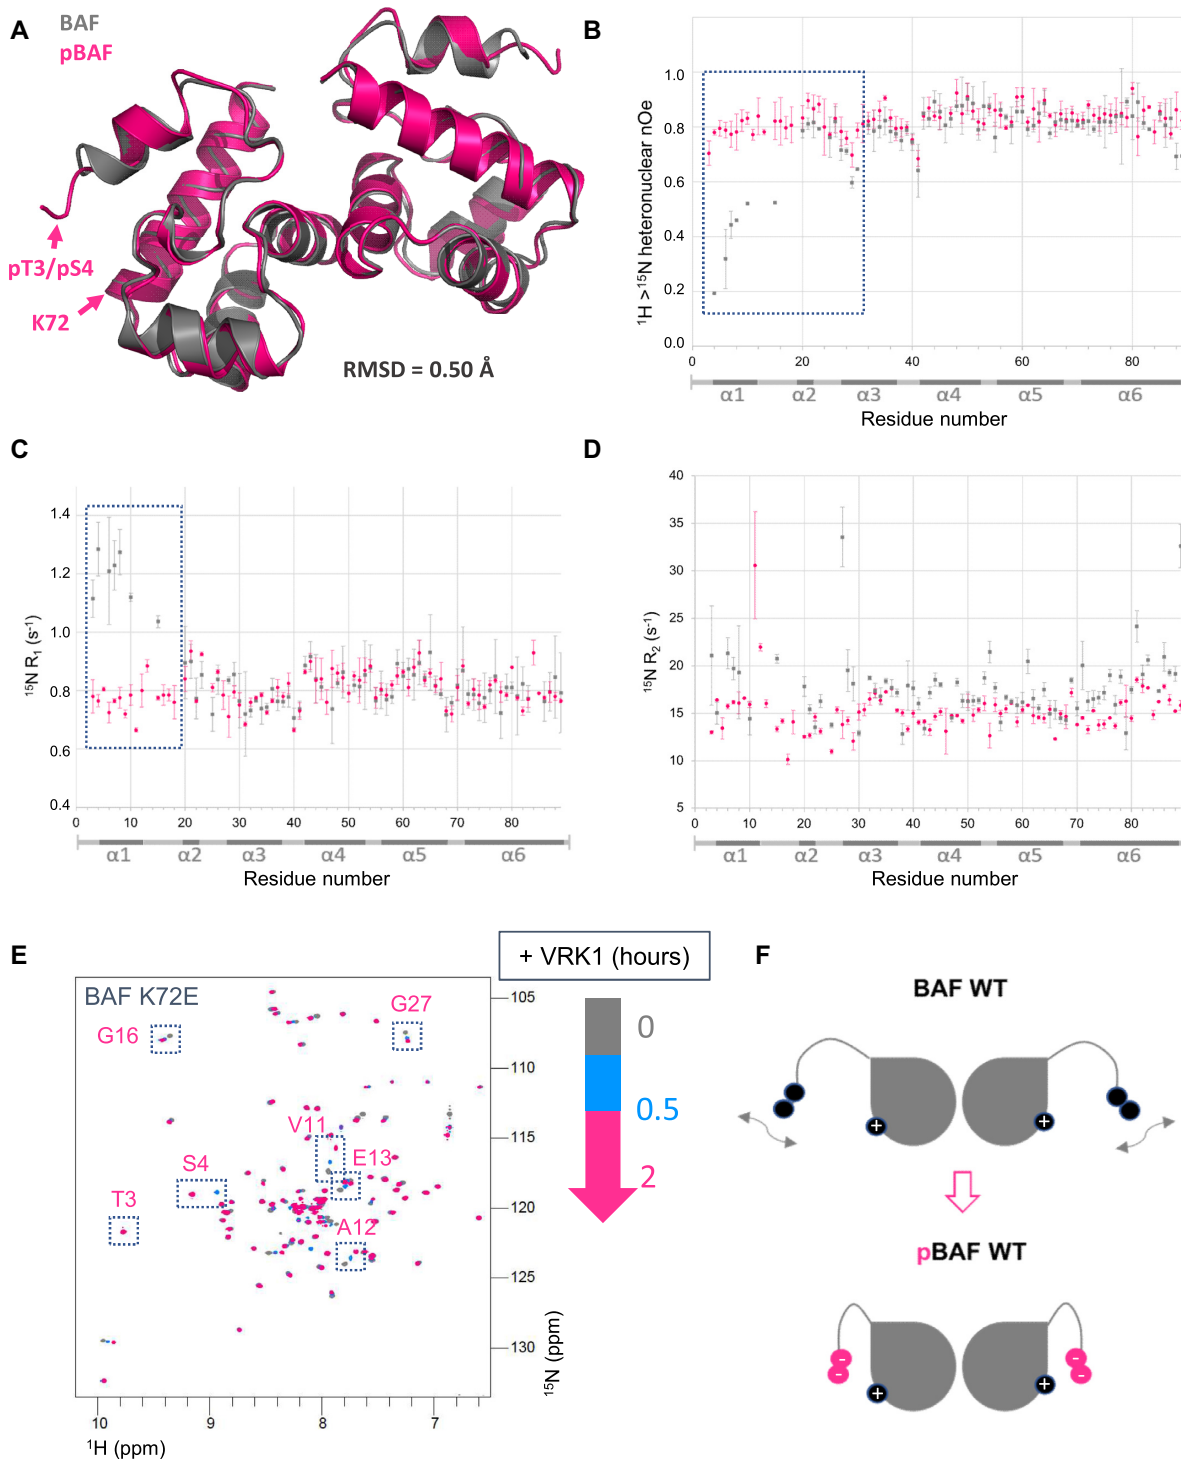 A
BAF
pBAF
pT3/pS4
K72
RMSD = 0.50 Å
B
¹H > ¹⁵N heteronuclear nOe
1.0
0.8
0.6
0.4
0.2
0.0
0 20 40 60 80
α1 α2 α3 α4 α5 α6
Residue number
C
¹⁵N R₁ (s⁻¹)
1.4
1.2
1.0
0.8
0.6
0.4
0 10 20 30 40 50 60 70 80
α1 α2 α3 α4 α5 α6
Residue number
D
¹⁵N R₂ (s⁻¹)
40
35
30
25
20
15
10
5
0 10 20 30 40 50 60 70 80
α1 α2 α3 α4 α5 α6
Residue number
E
BAF K72E
G16
G27
V11
E13
S4
T3
A12
105
110
115
120
125
130
¹⁵N (ppm)
10 9 8 7
¹H (ppm)
+ VRK1 (hours)
0
0.5
2
F
BAF WT
+ +
pBAF WT
- -
- -
+ +